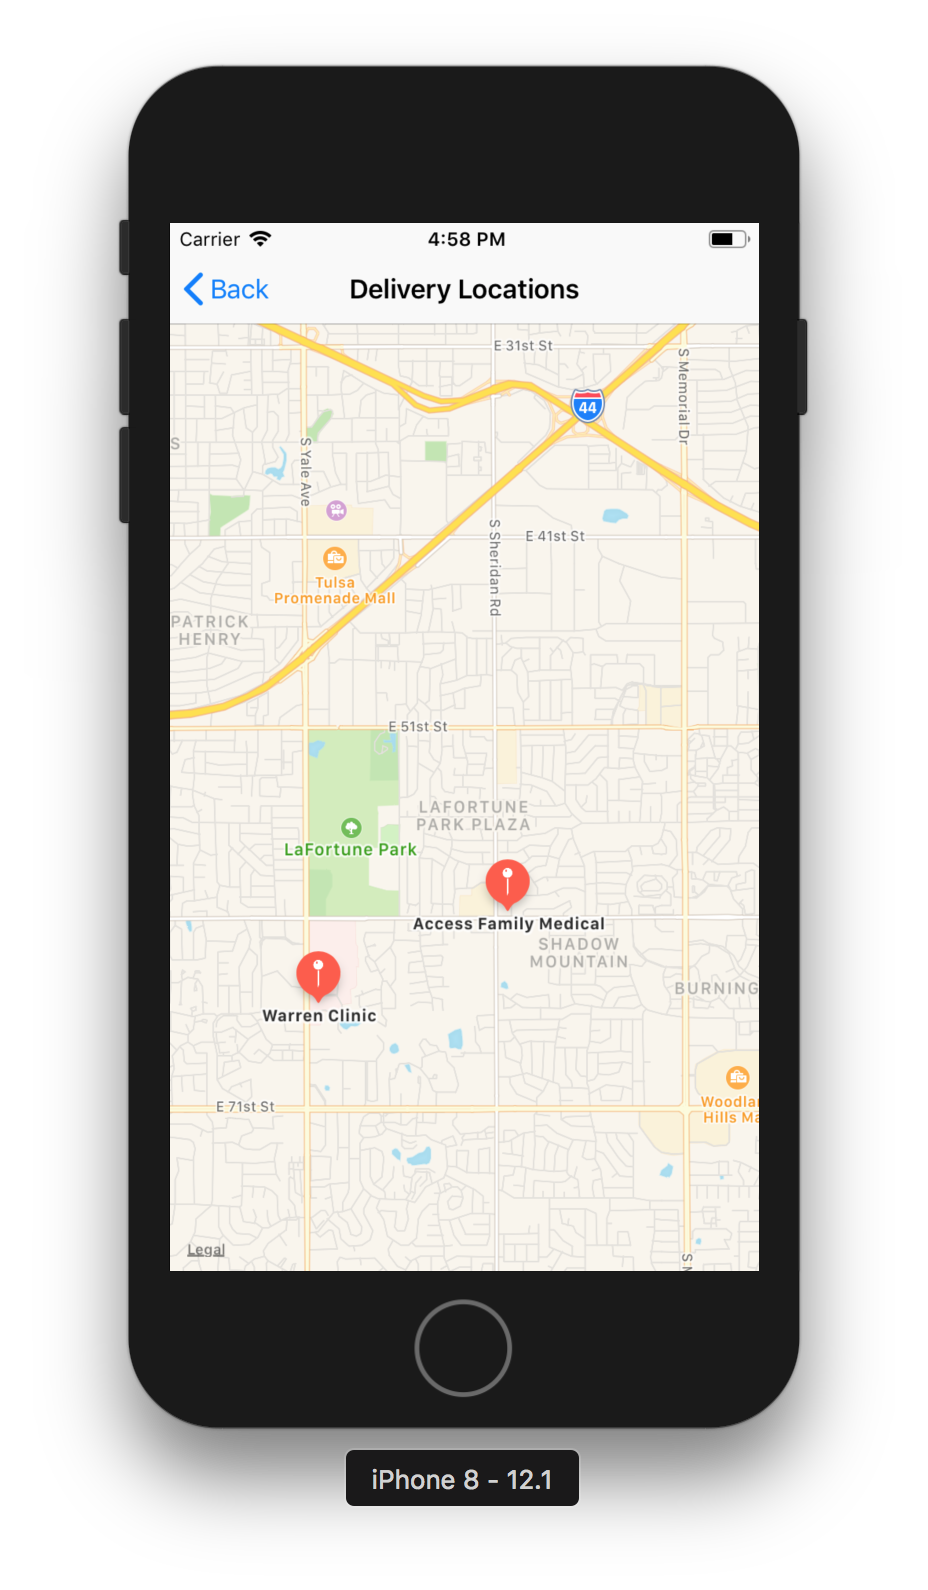 Carrier
4:58 PM
Back
Delivery Locations
E 31st St
S Memorial Dr
44
S
S Yale Ave
S Sheridan Rd
E 41st St
Tulsa
Promenade Mall
PATRICK
HENRY
E 51st St
LAFORTUNE
PARK PLAZA
LaFortune Park
Access Family Medical
SHADOW
MOUNTAIN
BURNING
Warren Clinic
Woodla
Hills Ma
E 71st St
Legal
S M
iPhone 8 - 12.1